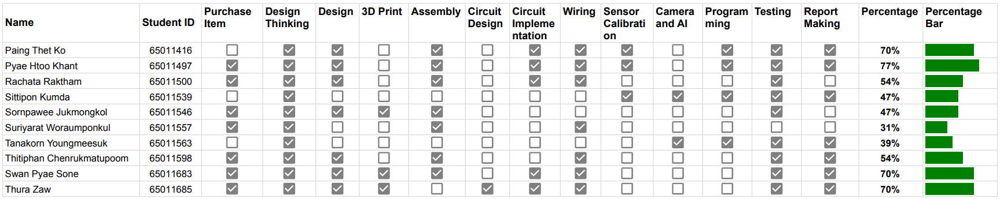 Name Student ID Purchase Item Design Thinking Design 3D Print Assembly Circuit Design Circuit Impleme ntation Wiring Sensor Calibrati on Camera and AI Program ming Testing Report Making Percentage Percentage Bar
Paing Thet Ko 65011416 70%
Pyae Htoo Khant 65011497 77%
Rachata Raktham 65011500 54%
Sittipon Kumda 65011539 47%
Sornpawee Jukmongkol 65011546 47%
Suriyarat Woraumponkul 65011557 31%
Tanakorn Youngmeesuk 65011563 39%
Thitiphan Chenrukmatupoom 65011598 54%
Swan Pyae Sone 65011683 70%
Thura Zaw 65011685 70%